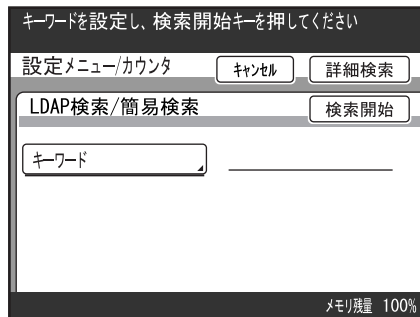 キーワードを設定し、検索開始キーを押してください
設定メニュー/カウンタ キャンセル 詳細検索
LDAP検索/簡易検索 検索開始
キーワード
メモリ残量 100%